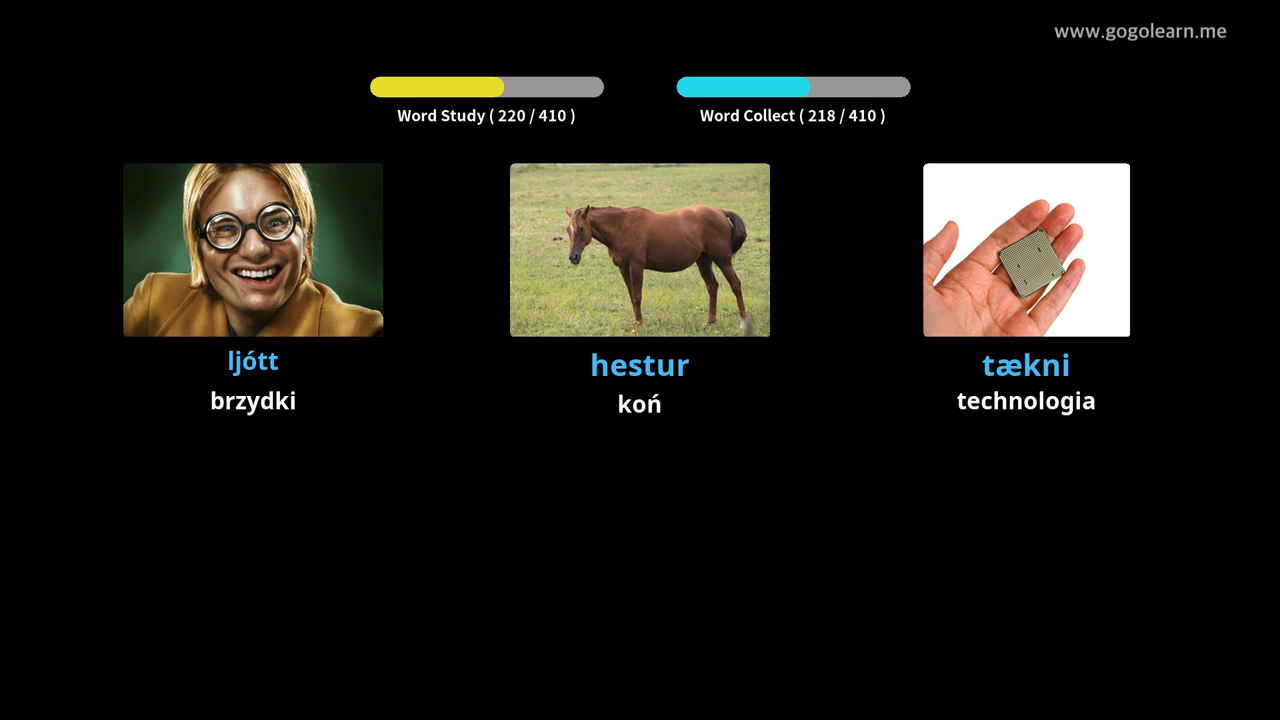 www.gogolearn.me
Word Study ( 220 / 410 )
Word Collect ( 218 / 410 )
ljótt
brzydki
hestur
koń
tækni
technologia